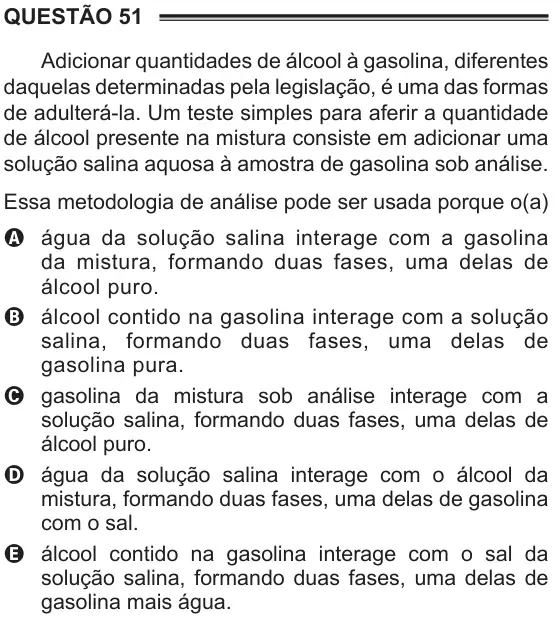 QUESTÃO 51
Adicionar quantidades de álcool à gasolina, diferentes
daquelas determinadas pela legislação, é uma das formas
de adulterá-la. Um teste simples para aferir a quantidade
de álcool presente na mistura consiste em adicionar uma
solução salina aquosa à amostra de gasolina sob análise.
Essa metodologia de análise pode ser usada porque o(a)
A água da solução salina interage com a gasolina
da mistura, formando duas fases, uma delas de
álcool puro.
B álcool contido na gasolina interage com a solução
salina, formando duas fases, uma delas de
gasolina pura.
C gasolina da mistura sob análise interage com a
solução salina, formando duas fases, uma delas de
álcool puro.
D água da solução salina interage com o álcool da
mistura, formando duas fases, uma delas de gasolina
com o sal.
E álcool contido na gasolina interage com o sal da
solução salina, formando duas fases, uma delas de
gasolina mais água.